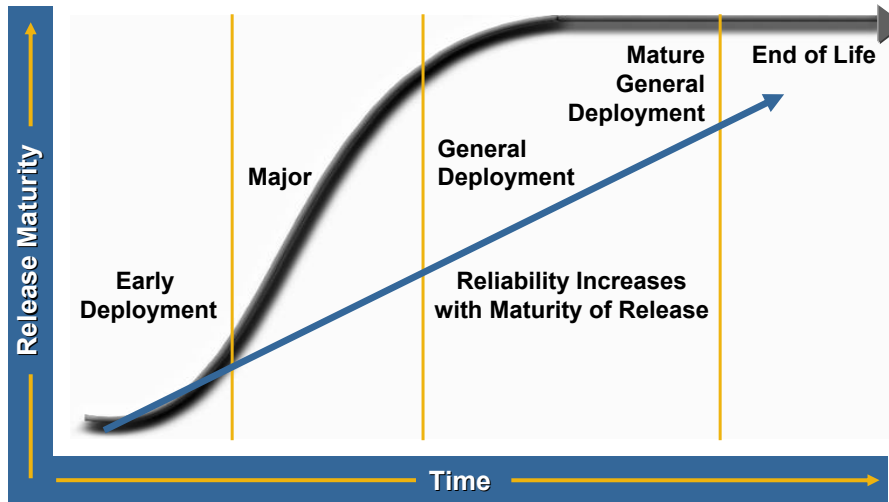 Release Maturity
Early
Deployment
Major
General
Deployment
Mature
General
Deployment
End of Life
Reliability Increases
with Maturity of Release
Time